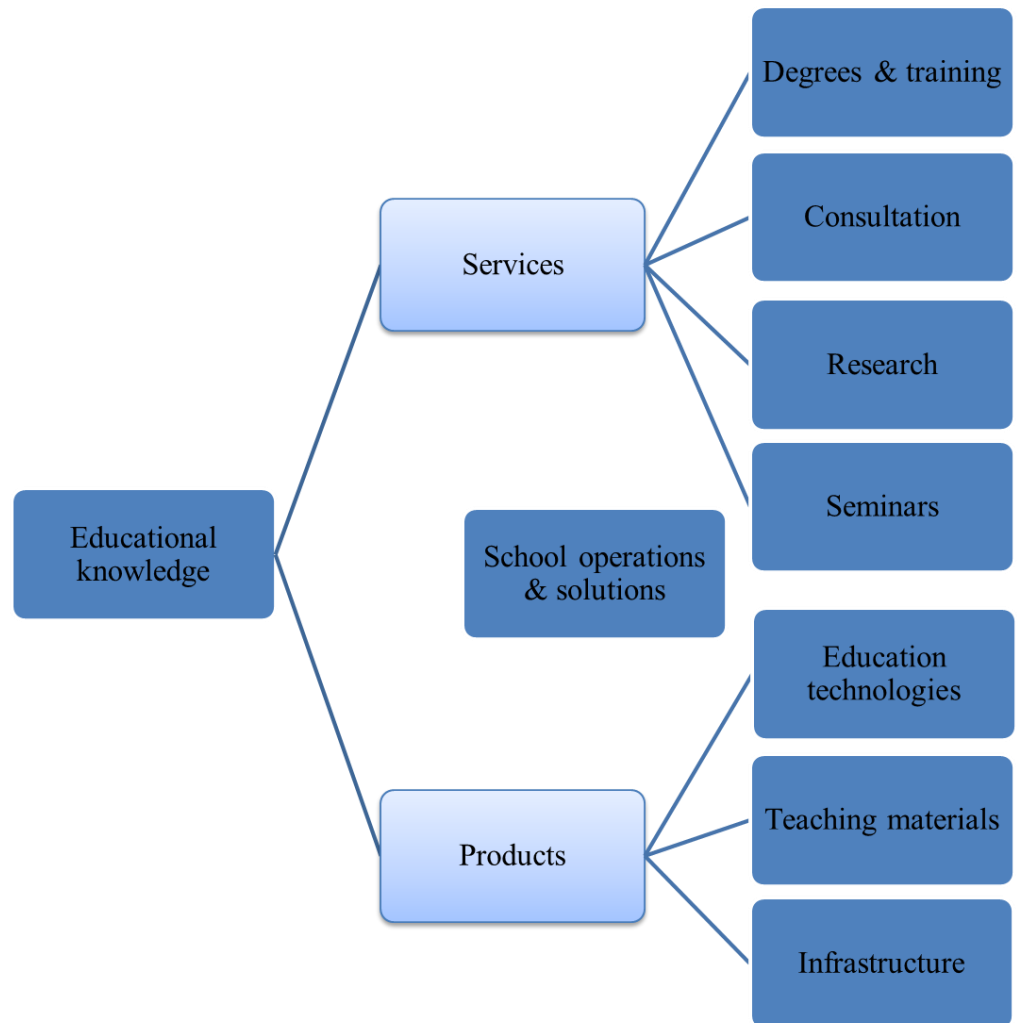 Degrees & training
Consultation
Services
Research
Seminars
Educational
knowledge
School operations
& solutions
Education
technologies
Teaching materials
Products
Infrastructure